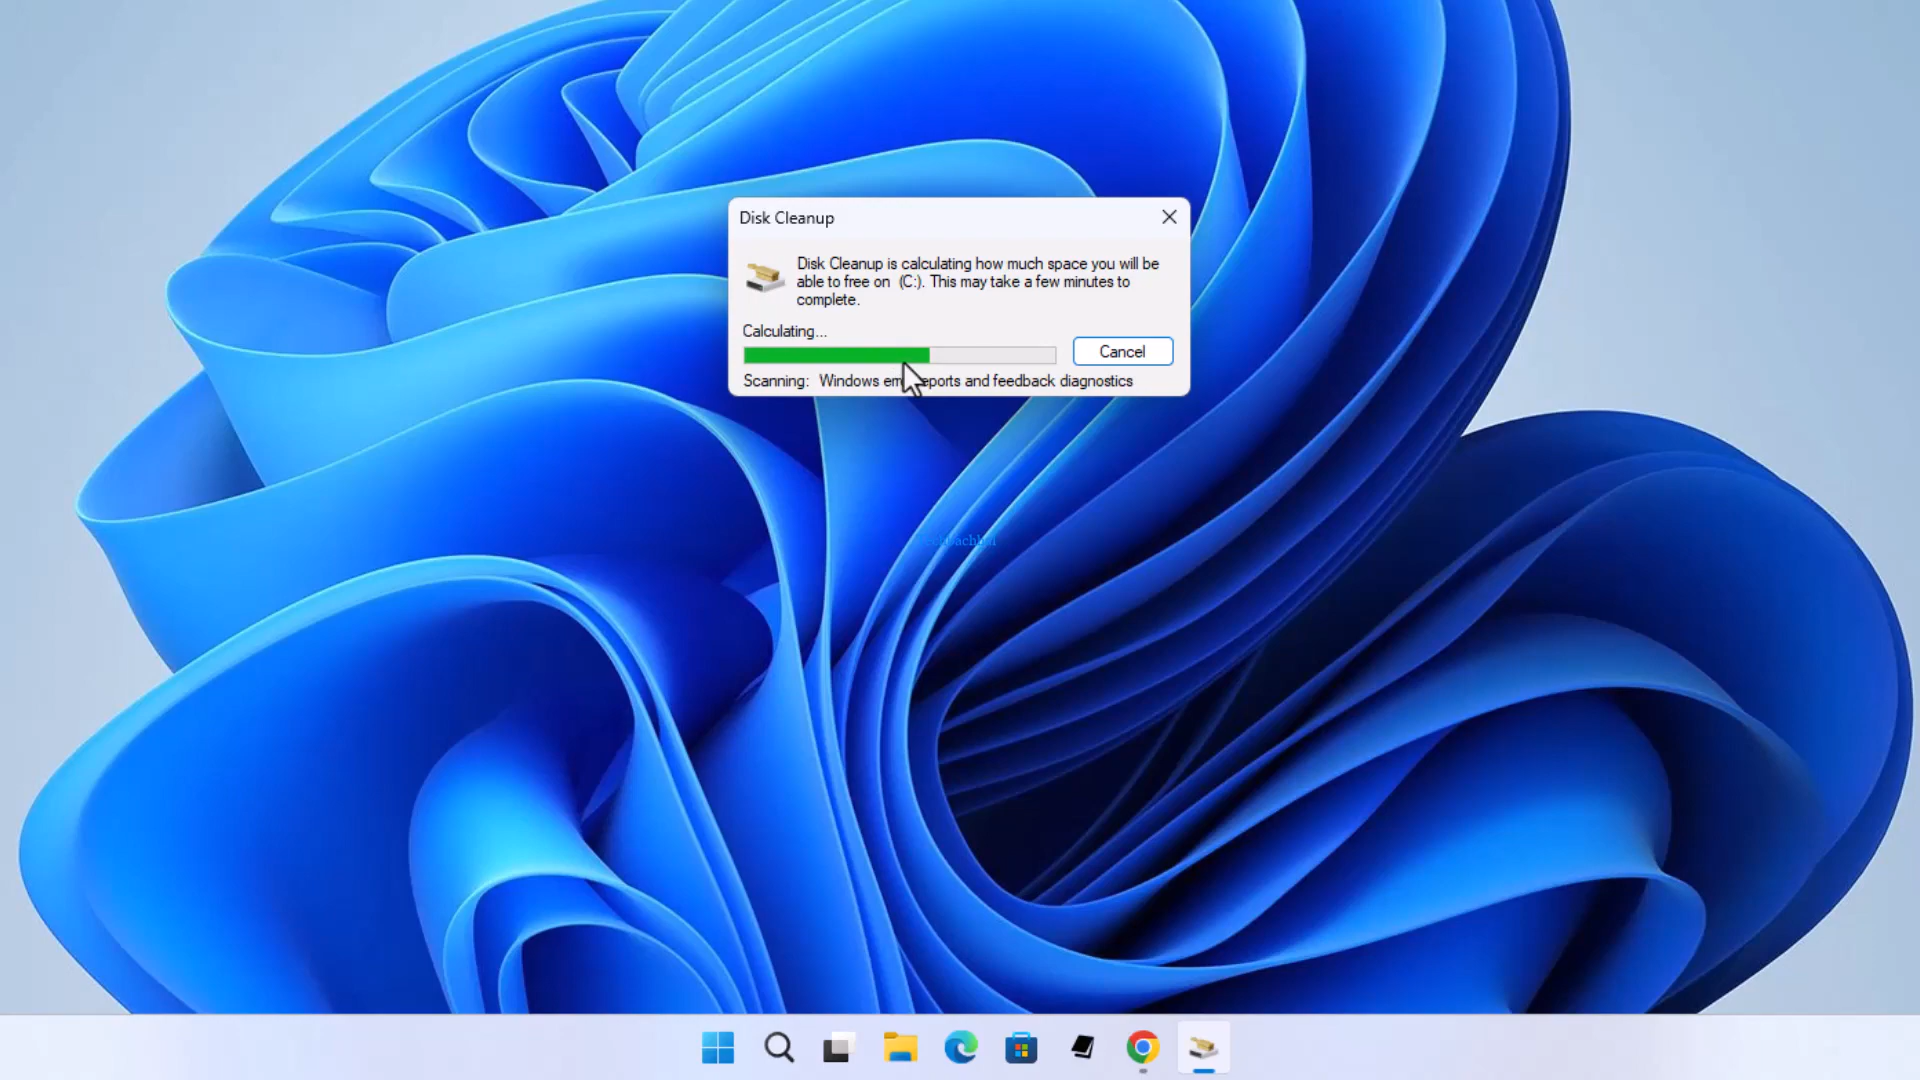 Disk Cleanup
Disk Cleanup is calculating how much space you will be
able to free on (C:). This may take a few minutes to
complete.
Calculating...
Cancel
Scanning: Windows and feedback diagnostics